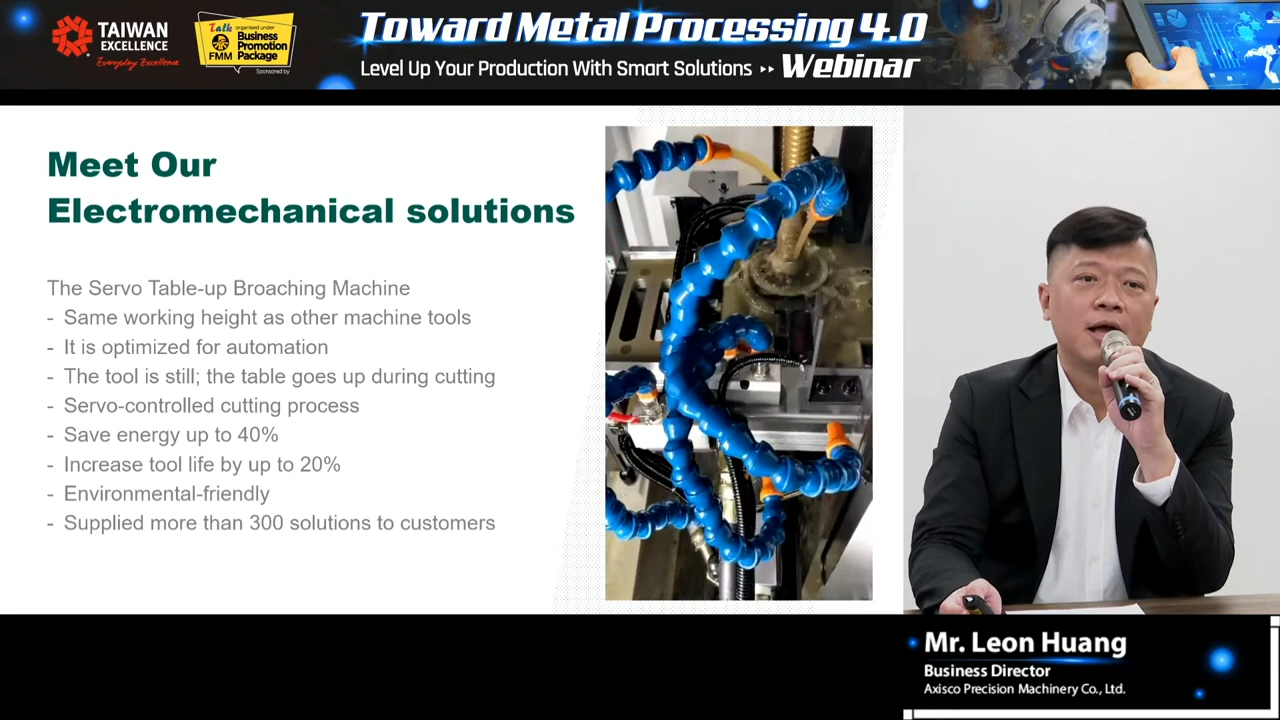 TAIWAN
EXCELLENCE
Everyday Excellence
Talk organised under
FMM
Business
Promotion
Package
Sponsored by
Toward Metal Processing 4.0
Level Up Your Production With Smart Solutions Webinar
Meet Our
Electromechanical solutions
The Servo Table-up Broaching Machine
- Same working height as other machine tools
- It is optimized for automation
- The tool is still; the table goes up during cutting
- Servo-controlled cutting process
- Save energy up to 40%
- Increase tool life by up to 20%
- Environmental-friendly
- Supplied more than 300 solutions to customers
Mr. Leon Huang
Business Director
Axisco Precision Machinery Co., Ltd.